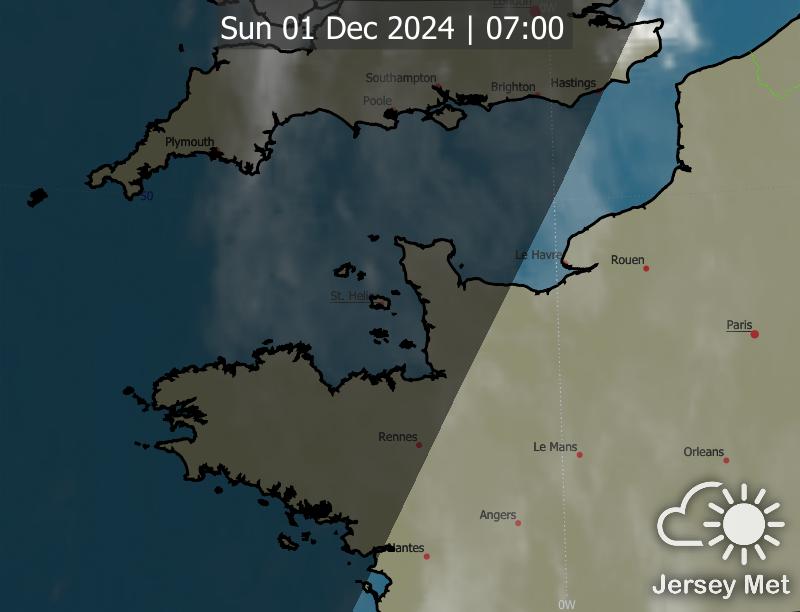 London
0W
Sun 01 Dec 2024 | 07:00
Southampton
Brighton
Hastings
Poole
Plymouth
50
Le Havre
Rouen
St. Heli
Paris
Rennes
Le Mans
Orleans
Angers
Nantes
Jersey Met
0W